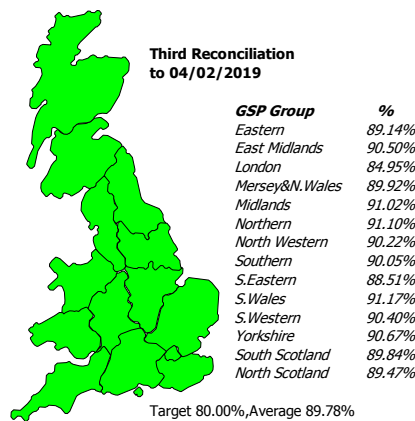 Third Reconciliation
to 04/02/2019
GSP Group %
Eastern 89.14%
East Midlands 90.50%
London 84.95%
Mersey&N.Wales 89.92%
Midlands 91.02%
Northern 91.10%
North Western 90.22%
Southern 90.05%
S.Eastern 88.51%
S.Wales 91.17%
S.Western 90.40%
Yorkshire 90.67%
South Scotland 89.84%
North Scotland 89.47%
Target 80.00%,Average 89.78%